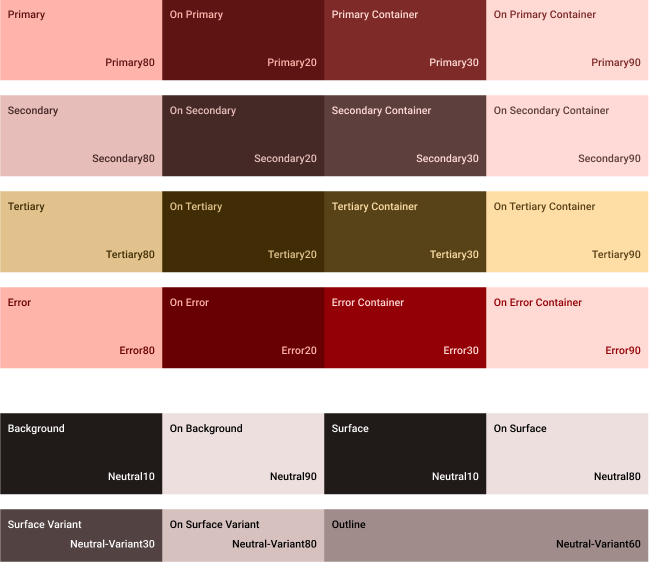 Primary
Primary80
On Primary
Primary20
Primary Container
Primary30
On Primary Container
Primary90
Secondary
Secondary80
On Secondary
Secondary20
Secondary Container
Secondary30
On Secondary Container
Secondary90
Tertiary
Tertiary80
On Tertiary
Tertiary20
Tertiary Container
Tertiary30
On Tertiary Container
Tertiary90
Error
Error80
On Error
Error20
Error Container
Error30
On Error Container
Error90
Background
Neutral10
On Background
Neutral90
Surface
Neutral10
On Surface
Neutral80
Surface Variant
Neutral-Variant30
On Surface Variant
Neutral-Variant80
Outline
Neutral-Variant60